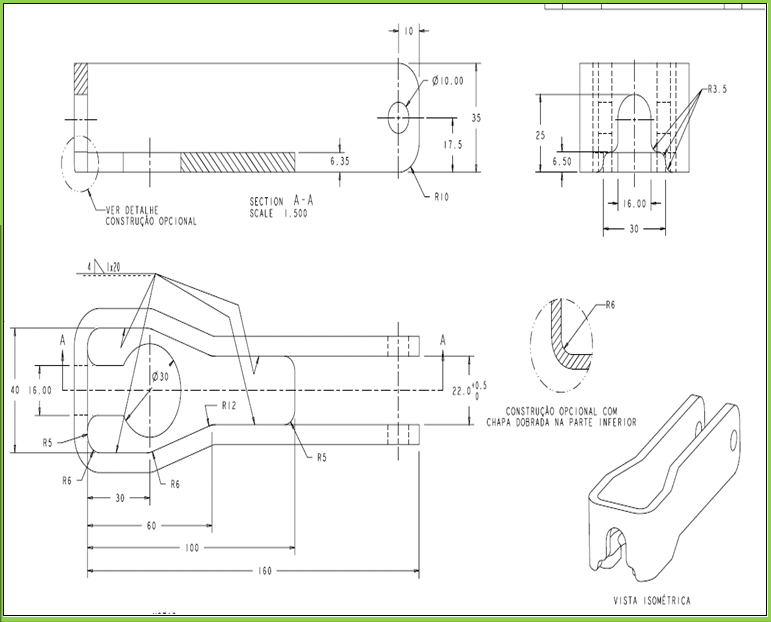 10
Ø10.00
35
17.5
6.35
R10
VER DETALHE
CONSTRUÇÃO OPCIONAL
SECTION A-A
SCALE 1.500
R3.5
25
6.50
16.00
30
4 1x20
A
A
40
16.00
Ø30
R12
22.0 +0.5
0
R5
R6
R6
R5
30
60
100
160
R6
CONSTRUÇÃO OPCIONAL COM
CHAPA DOBRADA NA PARTE INFERIOR
VISTA ISOMÉTRICA